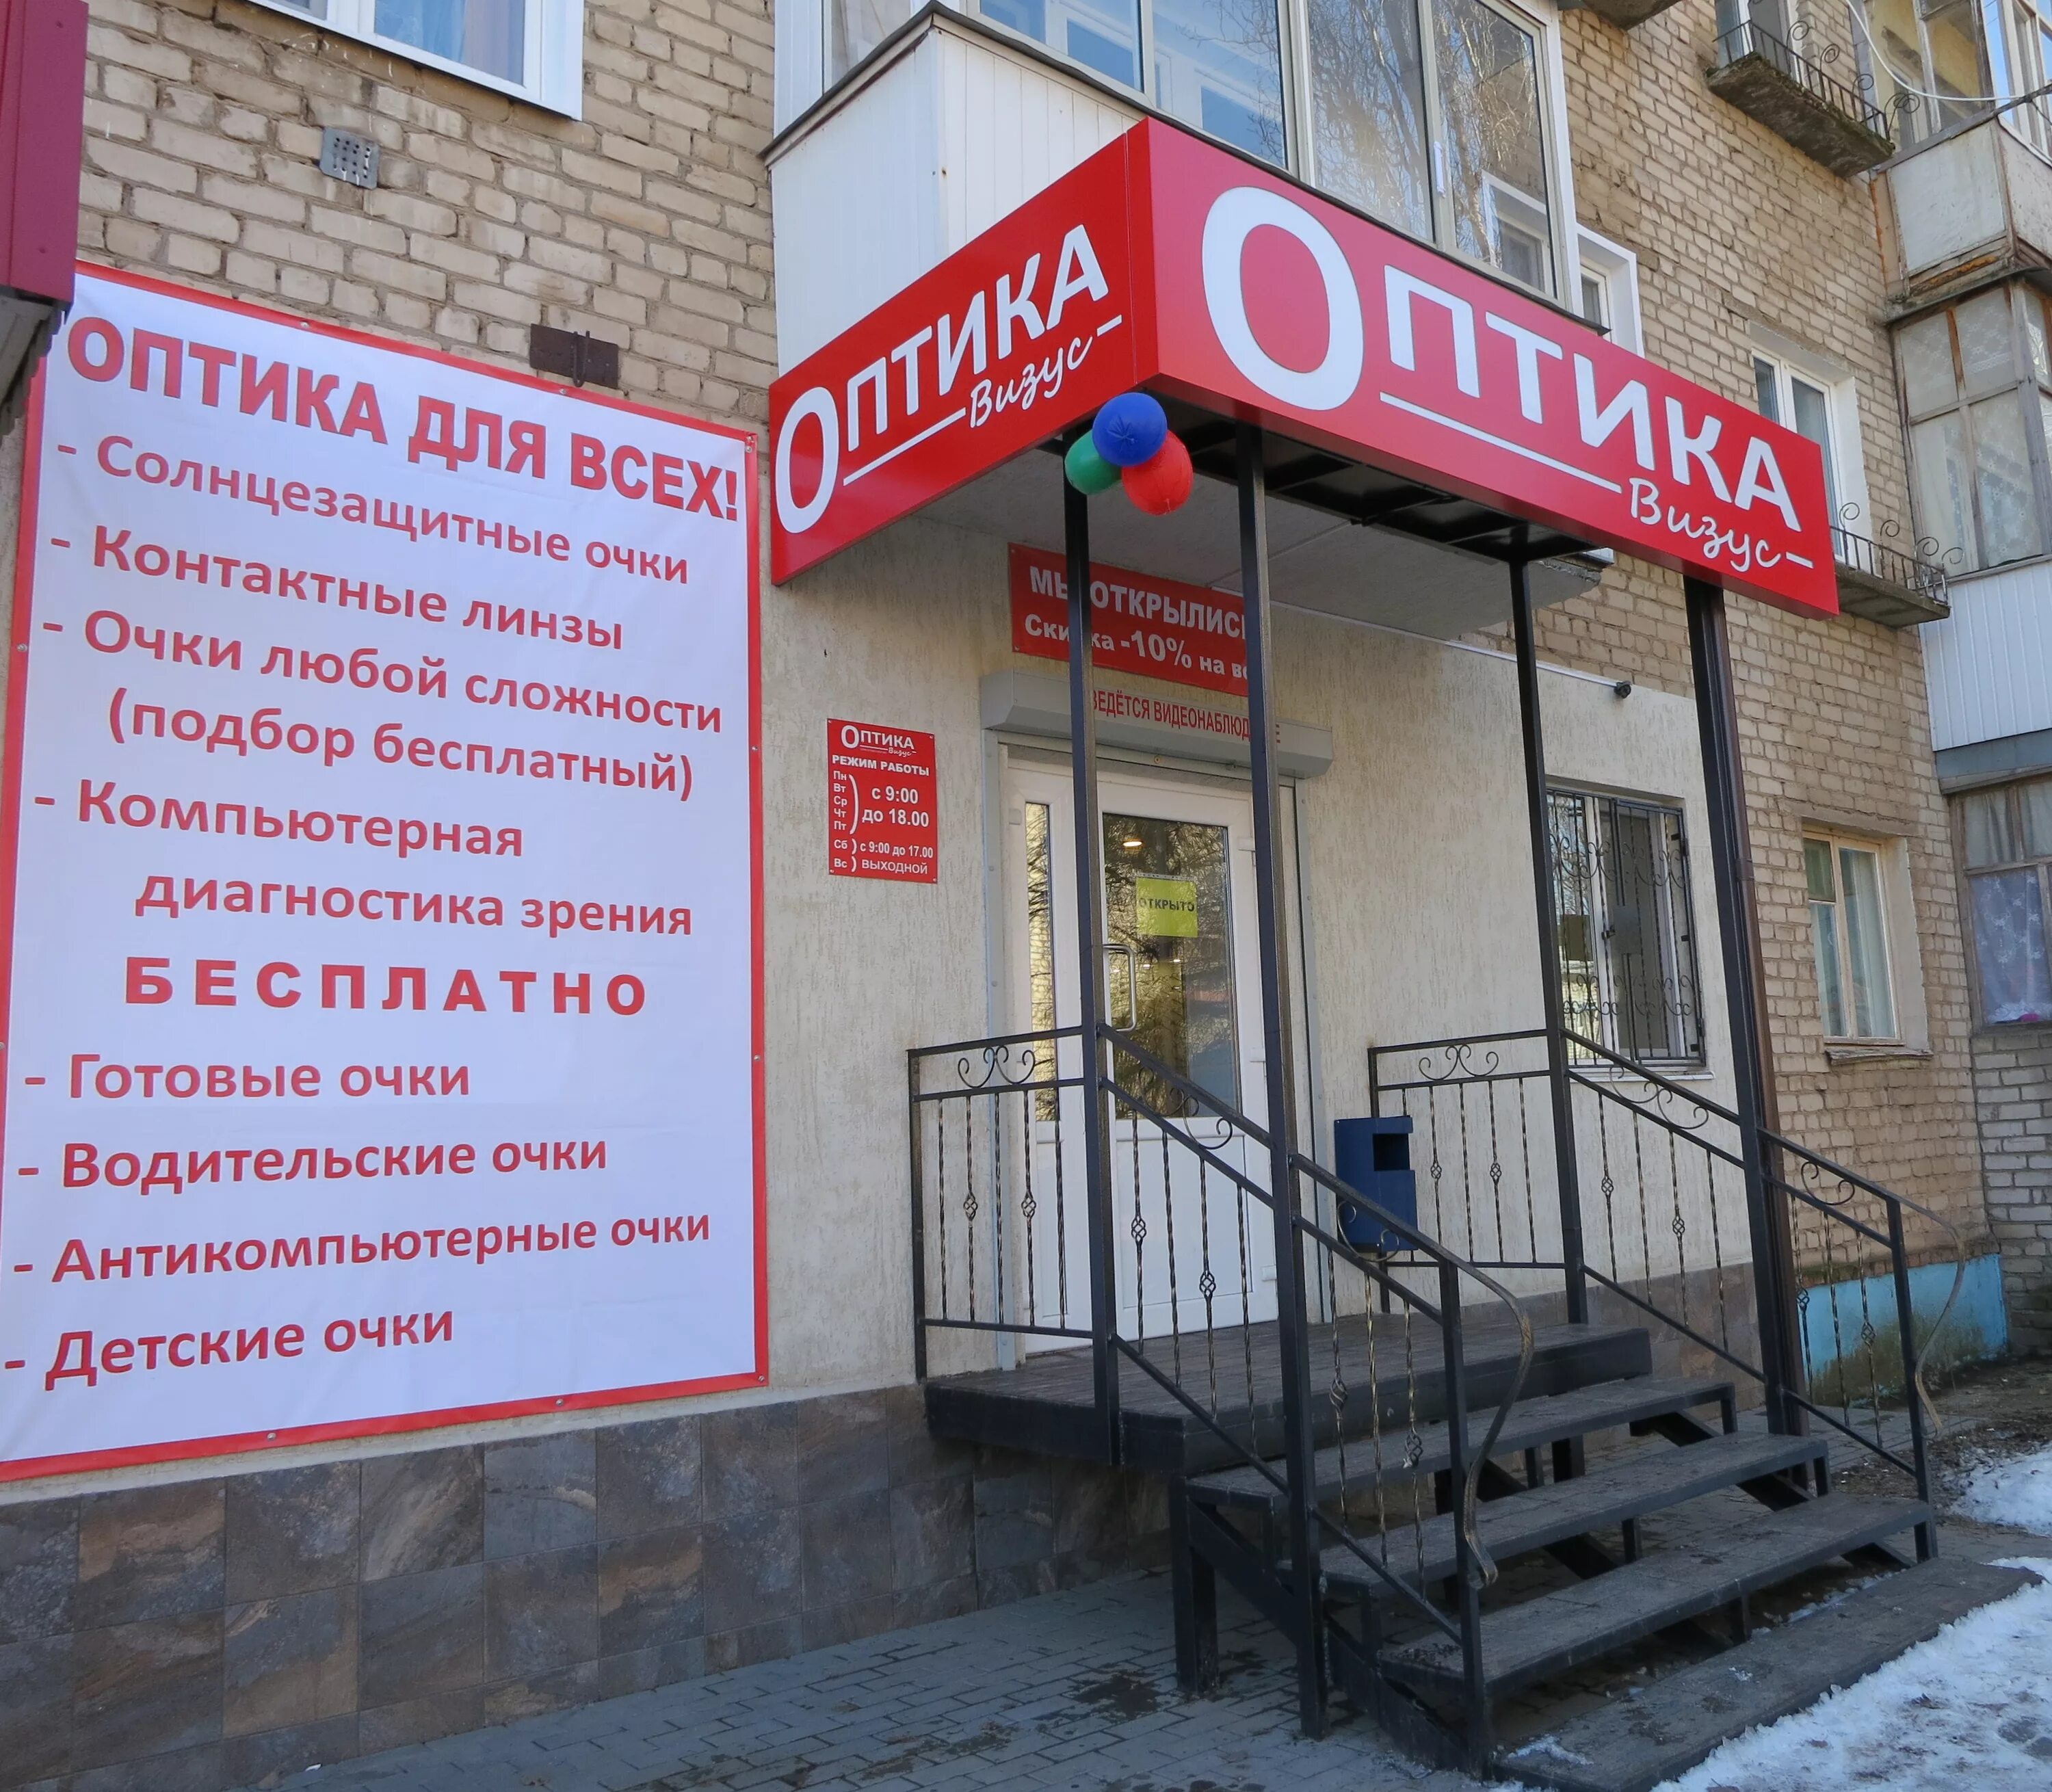 ОПТИКА ДЛЯ ВСЕХ!
- Солнцезащитные очки
- Контактные линзы
- Очки любой сложности
(подбор бесплатный)
- Компьютерная
диагностика зрения
БЕСПЛАТНО
- Готовые очки
- Водительские очки
- Антикомпьютерные очки
- Детские очки
ОПТИКА
Визус
ОПТИКА
Визус
ОТКРЫЛИС
-10% на
ВЕДЁТСЯ ВИДЕОНАБЛЮД
ОПТИКА
Визус
РЕЖИМ РАБОТЫ
Пн
Вт
Ср
Чт
Пт
с 9:00
до 18.00
Сб ) с 9:00 до 17.00
Вс ) ВЫХОДНОЙ
ОТКРЫТО